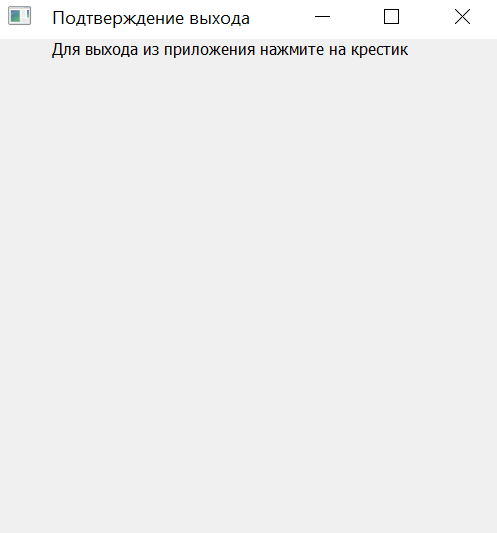 Подтверждение выхода
Для выхода из приложения нажмите на крестик